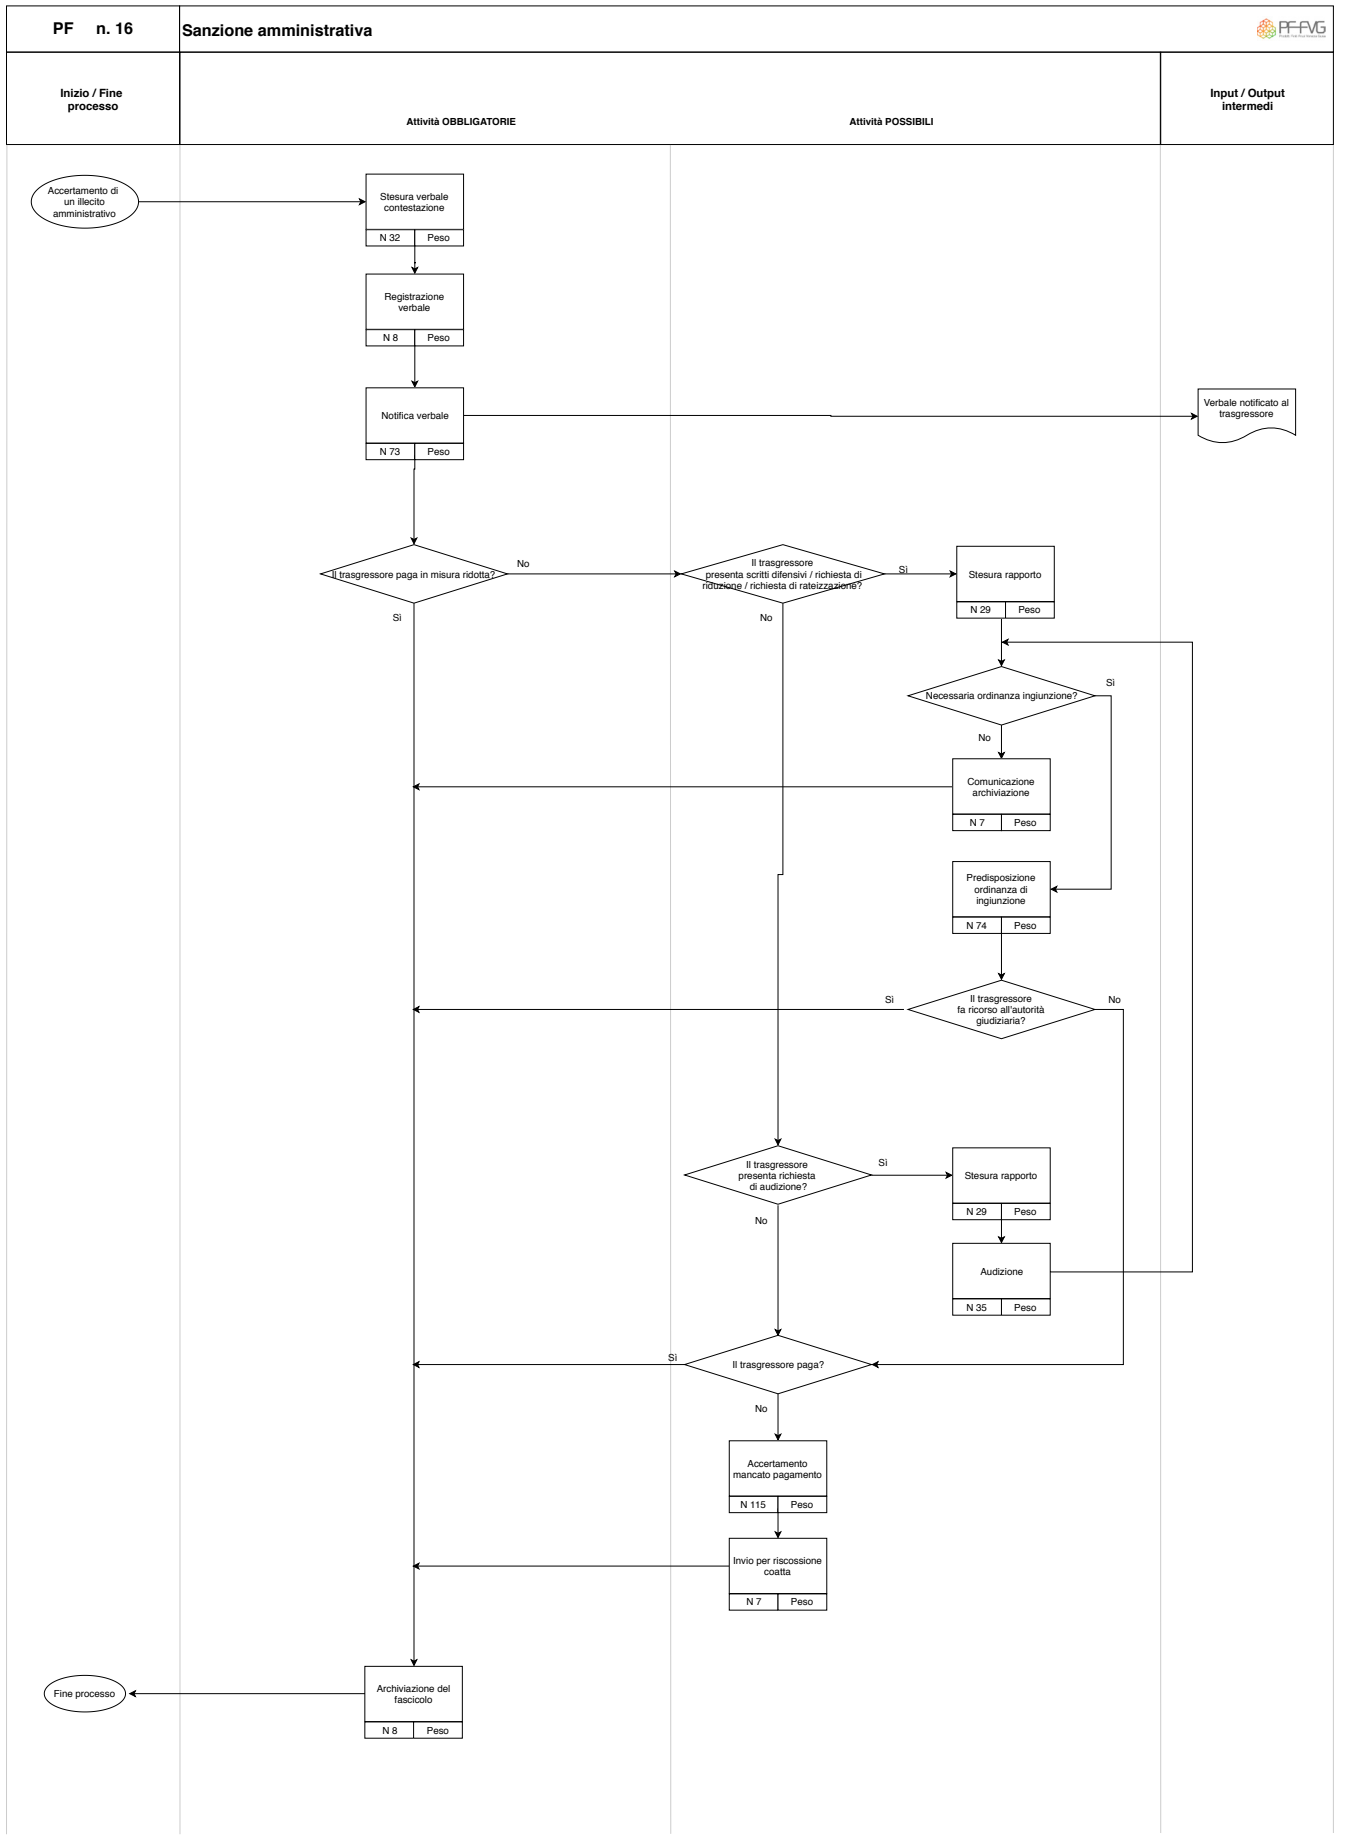 PF n. 16
Sanzione amministrativa
PF-FVG
Inizio / Fine
processo
Attività OBBLIGATORIE
Attività POSSIBILI
Input / Output
intermedi
Accertamento di
un illecito
amministrativo
Stesura verbale
contestazione
N 32 Peso
Registrazione
verbale
N 8 Peso
Notifica verbale
N 73 Peso
Verbale notificato al
trasgressore
Il trasgressore paga in misura ridotta?
No
Sì
Il trasgressore
presenta scritti difensivi / richiesta di
riduzione / richiesta di rateizzazione?
Sì
No
Stesura rapporto
N 29 Peso
Necessaria ordinanza ingiunzione?
Sì
No
Comunicazione
archiviazione
N 7 Peso
Predisposizione
ordinanza di
ingiunzione
N 74 Peso
Il trasgressore
fa ricorso all'autorità
giudiziaria?
Sì
No
Il trasgressore
presenta richiesta
di audizione?
Sì
No
Stesura rapporto
N 29 Peso
Audizione
N 35 Peso
Il trasgressore paga?
Sì
No
Accertamento
mancato pagamento
N 115 Peso
Invio per riscossione
coatta
N 7 Peso
Archiviazione del
fascicolo
N 8 Peso
Fine processo